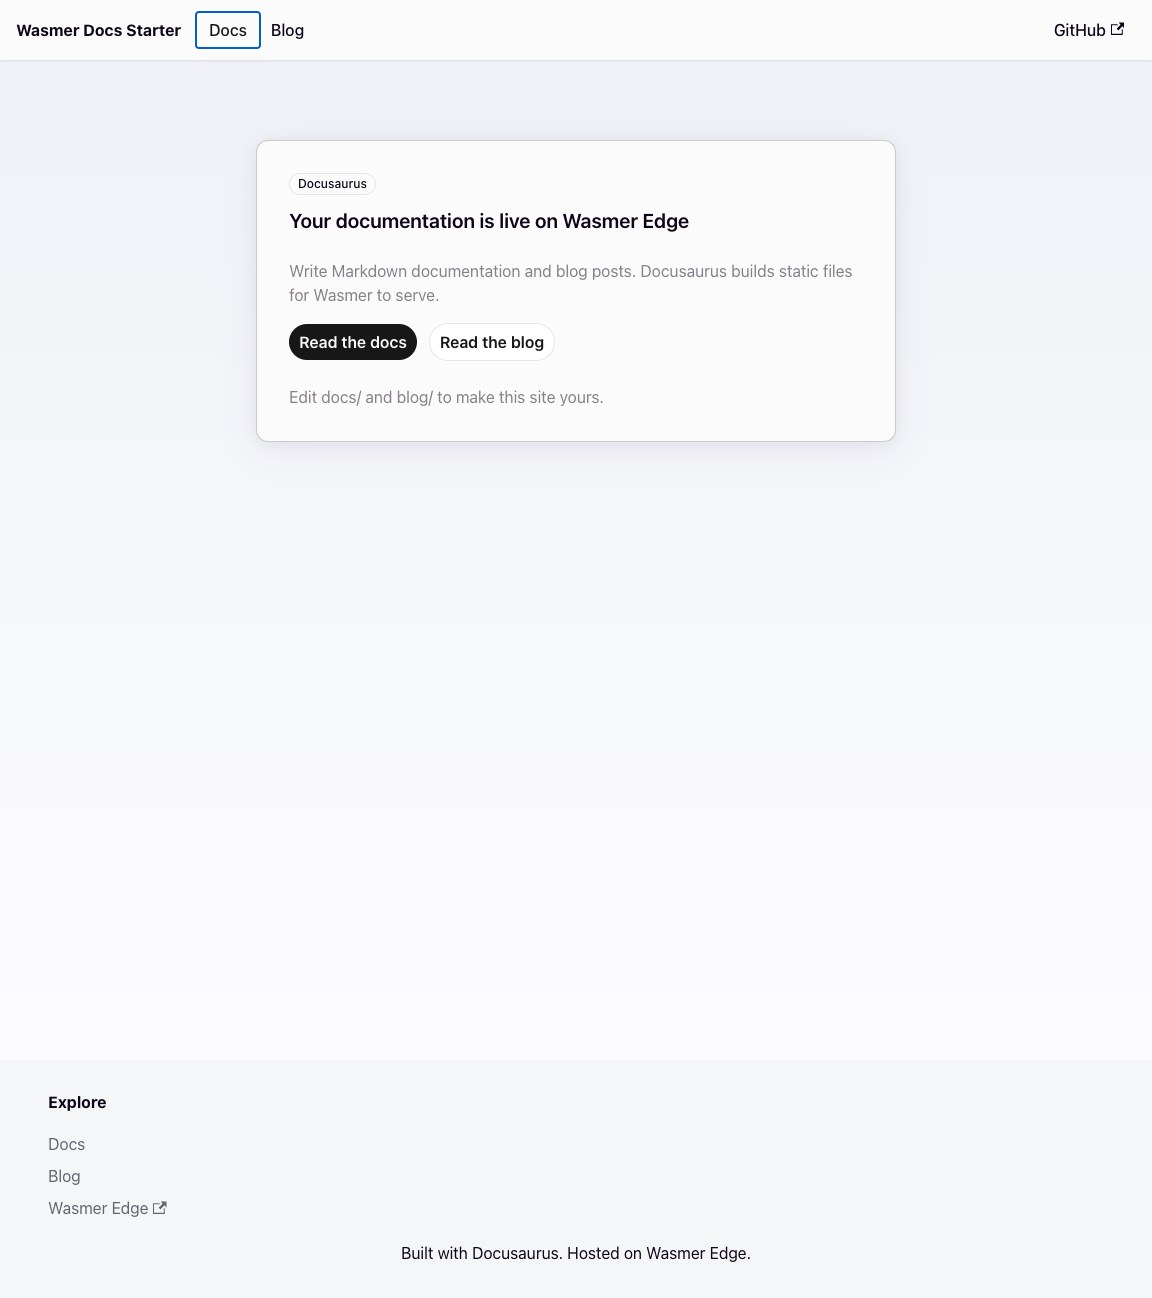 Wasmer Docs Starter Docs Blog GitHub
Docusaurus
Your documentation is live on Wasmer Edge
Write Markdown documentation and blog posts. Docusaurus builds static files
for Wasmer to serve.
Read the docs Read the blog
Edit docs/ and blog/ to make this site yours.
Explore
Docs
Blog
Wasmer Edge
Built with Docusaurus. Hosted on Wasmer Edge.